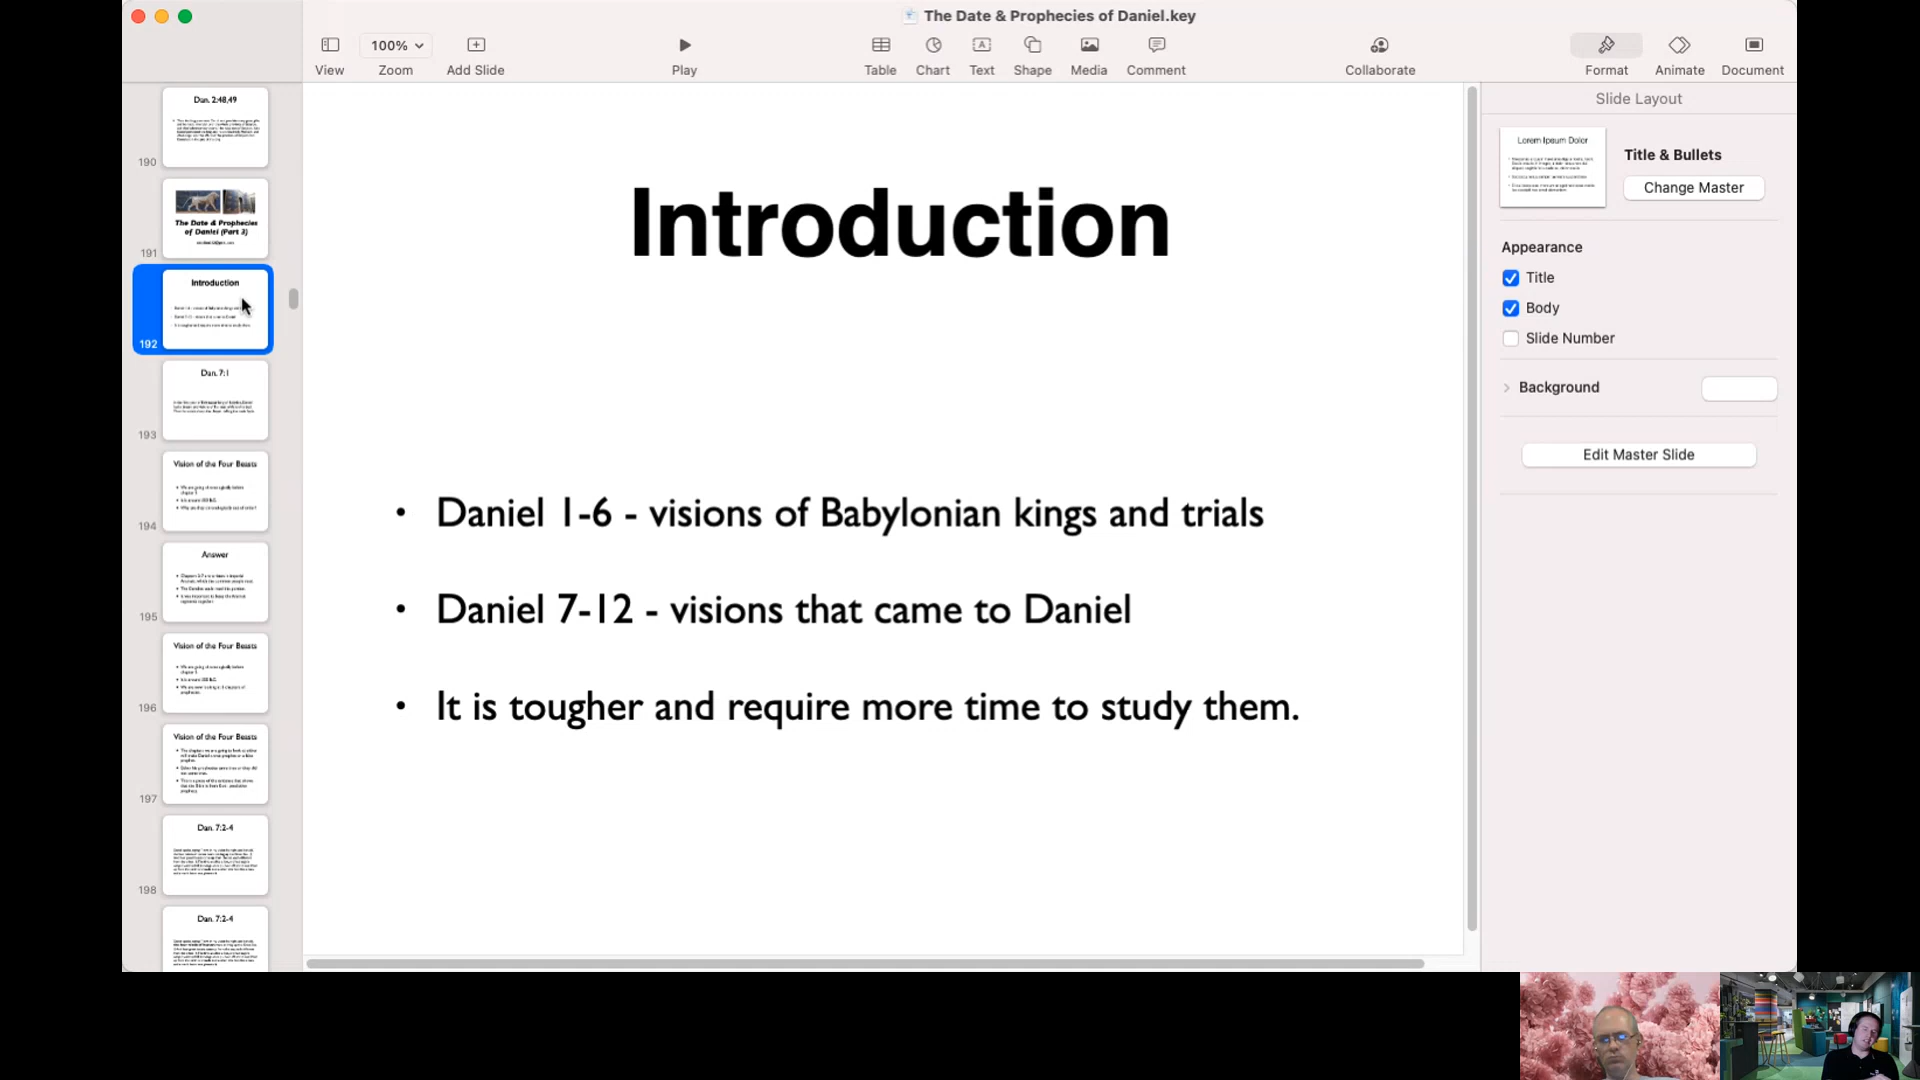 The Date & Prophecies of Daniel.key
100%
View
Zoom
Add Slide
Play
Table
Chart
Text
Shape
Media
Comment
Collaborate
Format
Animate
Document
Dan. 2:48,49
190
The Date & Prophecies
of Daniel (Part 3)
191
Introduction
192
Dan. 7:1
193
Vision of the Four Beasts
194
Answer
195
Vision of the Four Beasts
196
Vision of the Four Beasts
197
Dan. 7:2-4
198
Dan. 7:2-4
Introduction
• Daniel 1-6 - visions of Babylonian kings and trials
• Daniel 7-12 - visions that came to Daniel
• It is tougher and require more time to study them.
Slide Layout
Lorem Ipsum Dolor
Title & Bullets
Change Master
Appearance
Title
Body
Slide Number
Background
Edit Master Slide